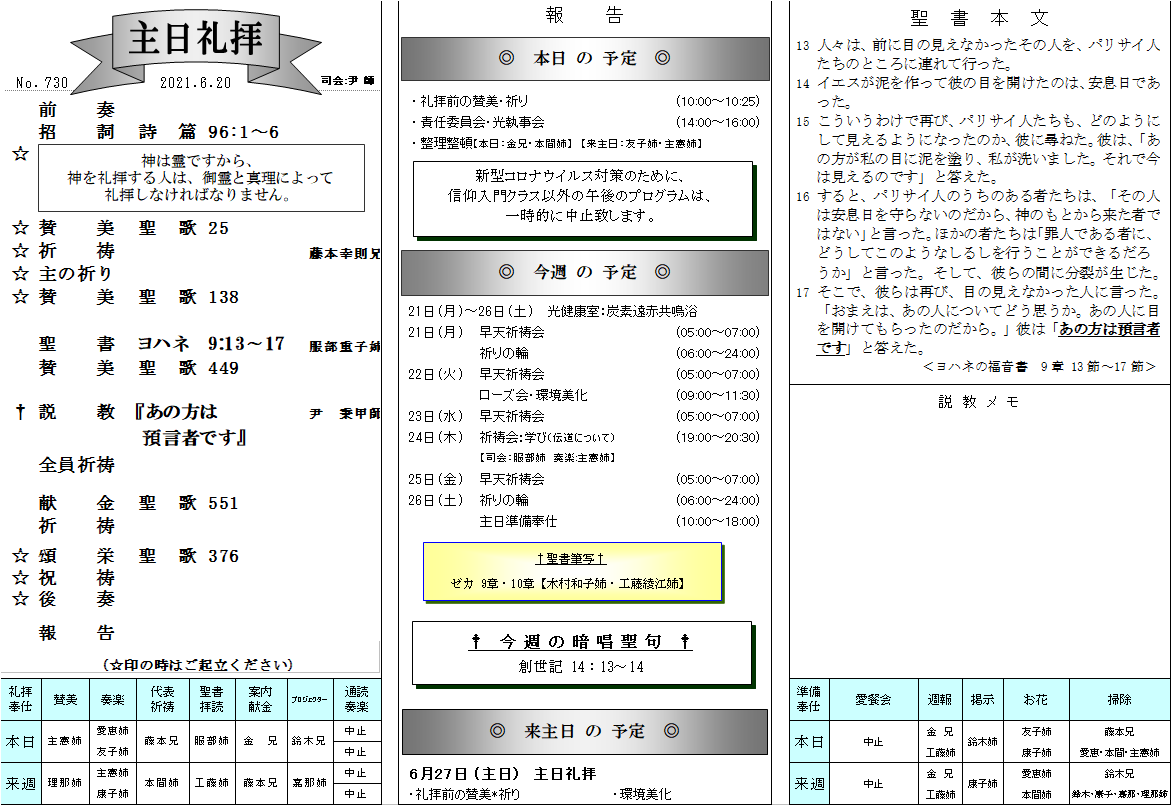 主日礼拝
No. 730 2021.6.20 司会:尹 師
前 奏
招 詞 詩 篇 96:1～6
☆ 神は霊ですから、
神を礼拝する人は、御霊と真理によって
礼拝しなければなりません。
☆ 賛 美 聖 歌 25
☆ 祈 祷 藤本幸則兄
☆ 主の祈り
☆ 賛 美 聖 歌 138
聖 書 ヨハネ 9:13～17 服部重子姉
賛 美 聖 歌 449
† 説 教 『あの方は 尹 秉甲師
預言者です』
全員祈祷
献 金 聖 歌 551
祈 祷
☆ 頌 栄 聖 歌 376
☆ 祝 祷
☆ 後 奏
報 告
(☆印の時はご起立ください)
礼拝奉仕 賛美 奏楽 代表祈祷 聖書拝読 案内献金 プロジェクター 通読奏楽
本日 主憲姉 愛恵姉 友子姉 藤本兄 服部姉 金 兄 鈴木兄 中止 中止
来週 理那姉 主憲姉 康子姉 本間姉 工藤姉 藤本兄 嘉那姉 中止 中止
報 告
◎ 本日 の 予定 ◎
・礼拝前の賛美・祈り (10:00～10:25)
・責任委員会・光執事会 (14:00～16:00)
・整理整頓【本日:金兄・本間姉】【来主日:友子姉・主憲姉】
新型コロナウイルス対策のために、
信仰入門クラス以外の午後のプログラムは、
一時的に中止致します。
◎ 今週 の 予定 ◎
21日(月)～26日(土) 光健康室:炭素遠赤共鳴浴
21日(月) 早天祈祷会 (05:00～07:00)
祈りの輪 (06:00～24:00)
22日(火) 早天祈祷会 (05:00～07:00)
ローズ会・環境美化 (09:00～11:30)
23日(水) 早天祈祷会 (05:00～07:00)
24日(木) 祈祷会:学び(伝道について) (19:00～20:30)
【司会:服部姉 奏楽:主憲姉】
25日(金) 早天祈祷会 (05:00～07:00)
26日(土) 祈りの輪 (06:00～24:00)
主日準備奉仕 (10:00～18:00)
†聖書筆写†
ゼカ 9章・10章【木村和子姉・工藤綾江姉】
† 今週の暗唱聖句 †
創世記 14:13～14
◎ 来主日 の 予定 ◎
6月27日(主日) 主日礼拝
・礼拝前の賛美*祈り ・環境美化
聖書本文
13 人々は、前に目の見えなかったその人を、パリサイ人
たちのところに連れて行った。
14 イエスが泥を作って彼の目を開けたのは、安息日であ
った。
15 こういうわけで再び、パリサイ人たちも、どのように
して見えるようになったのか、彼に尋ねた。彼は、「あ
の方が私の目に泥を塗り、私が洗いました。それで今
は見えるのです」と答えた。
16 すると、パリサイ人のうちのある者たちは、「その人
は安息日を守らないのだから、神のもとから来た者で
はない」と言った。ほかの者たちは「罪人である者に、
どうしてこのようなしるしを行うことができるだろ
うか」と言った。そして、彼らの間に分裂が生じた。
17 そこで、彼らは再び、目の見えなかった人に言った。
「おまえは、あの人についてどう思うか。あの人に目
を開けてもらったのだから。」彼は「あの方は預言者
です」と答えた。
＜ヨハネの福音書 9章 13節～17節＞
説教メモ
準備奉仕 愛餐会 週報 掲示 お花 掃除
本日 中止 金 兄 工藤姉 鈴木姉 友子姉 康子姉 藤本兄 愛恵・本間・主憲姉
来週 中止 金 兄 工藤姉 康子姉 愛恵姉 本間姉 鈴木兄 鈴木・康子・嘉那・理那姉